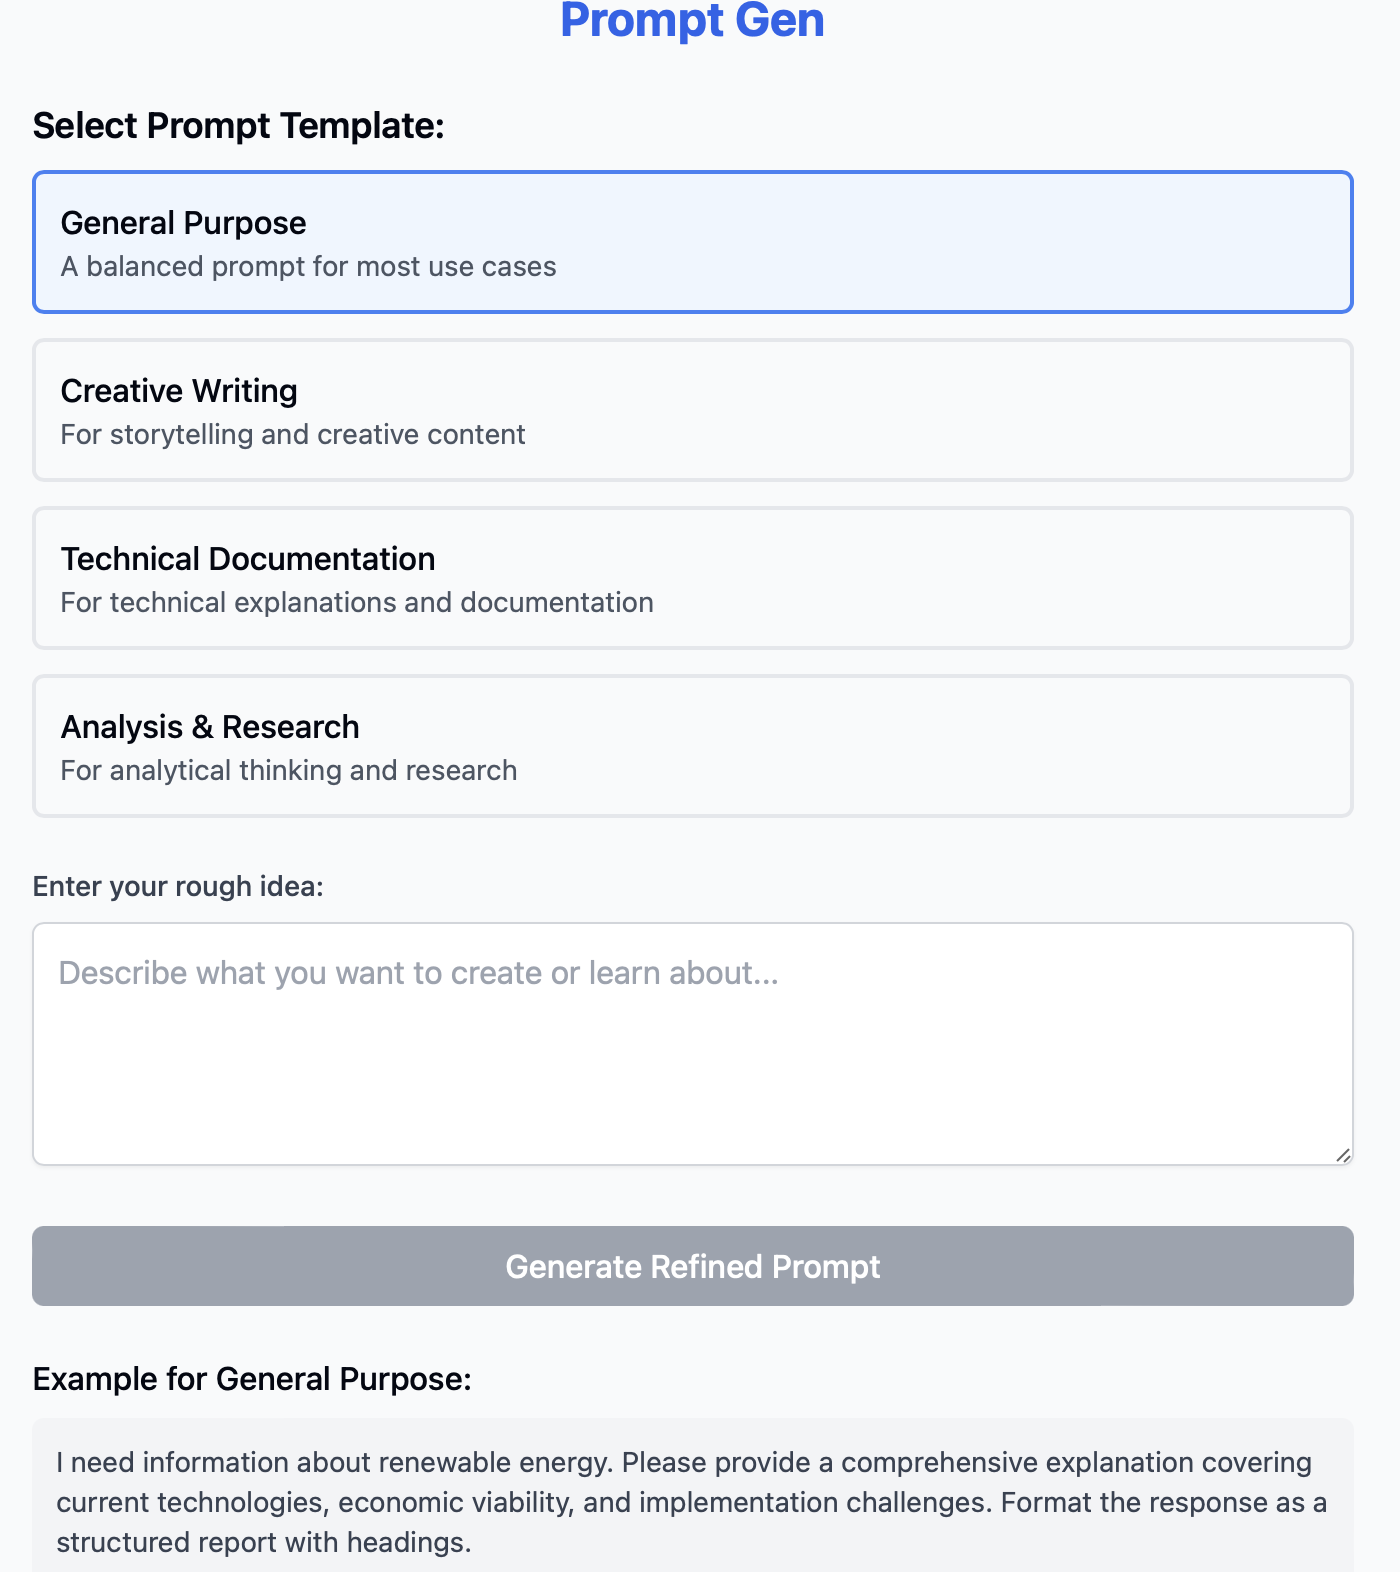 Prompt Gen
Select Prompt Template:
General Purpose
A balanced prompt for most use cases
Creative Writing
For storytelling and creative content
Technical Documentation
For technical explanations and documentation
Analysis & Research
For analytical thinking and research
Enter your rough idea:
Describe what you want to create or learn about...
Generate Refined Prompt
Example for General Purpose:
I need information about renewable energy. Please provide a comprehensive explanation covering
current technologies, economic viability, and implementation challenges. Format the response as a
structured report with headings.